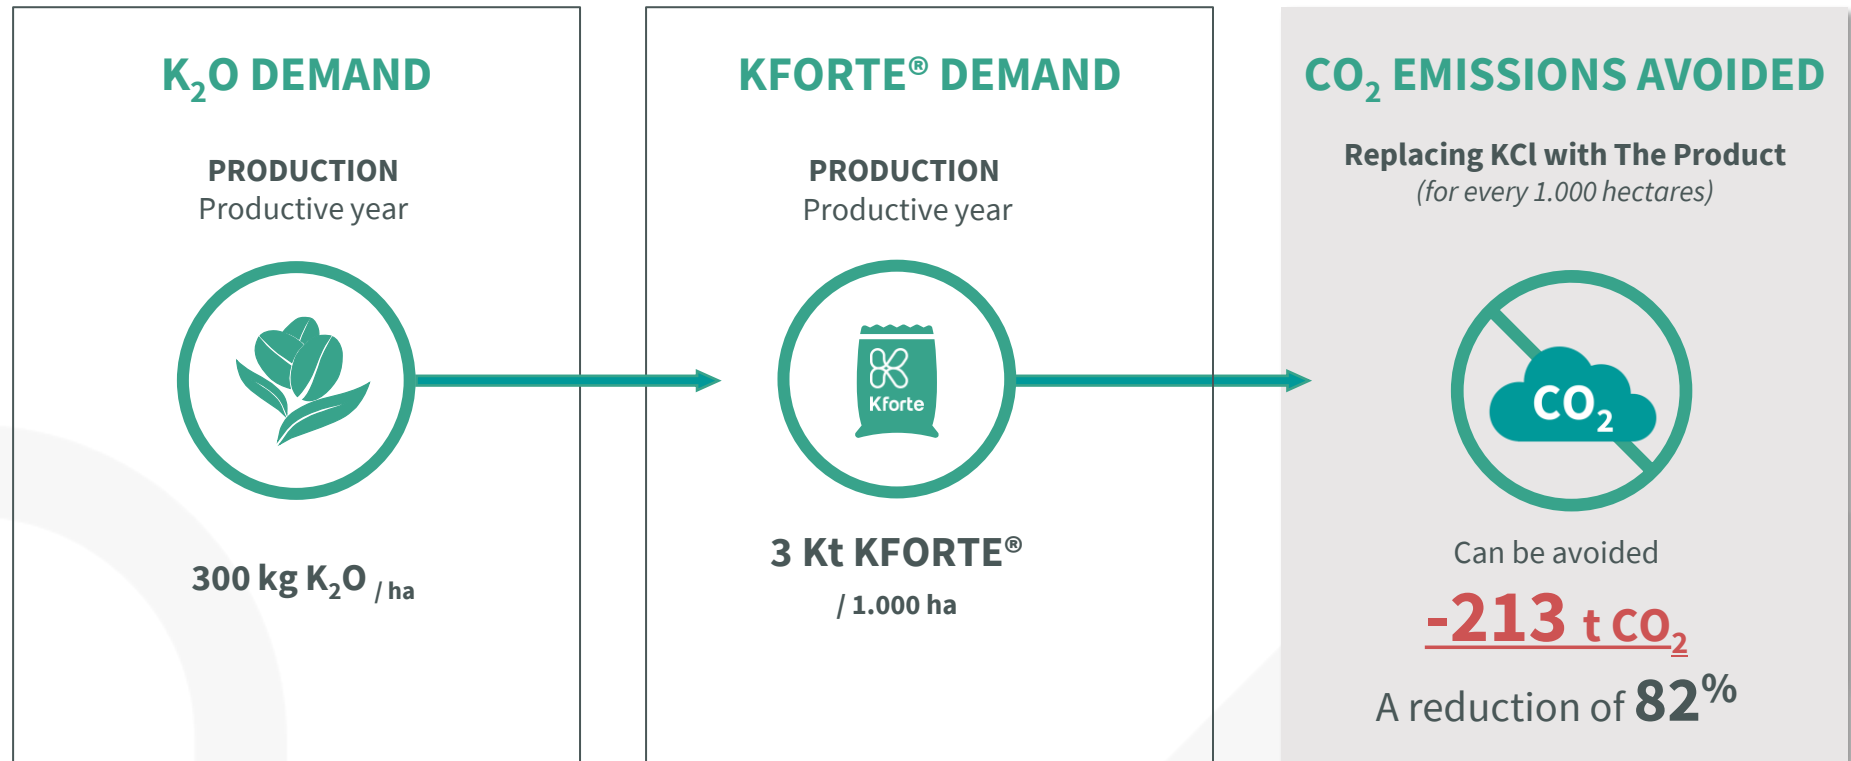 K₂O DEMAND
PRODUCTION
Productive year
300 kg K₂O / ha
KFORTE® DEMAND
PRODUCTION
Productive year
Kforte
3 Kt KFORTE®
/ 1.000 ha
CO₂ EMISSIONS AVOIDED
Replacing KCl with The Product
(for every 1.000 hectares)
CO₂
Can be avoided
-213 t CO₂
A reduction of 82%